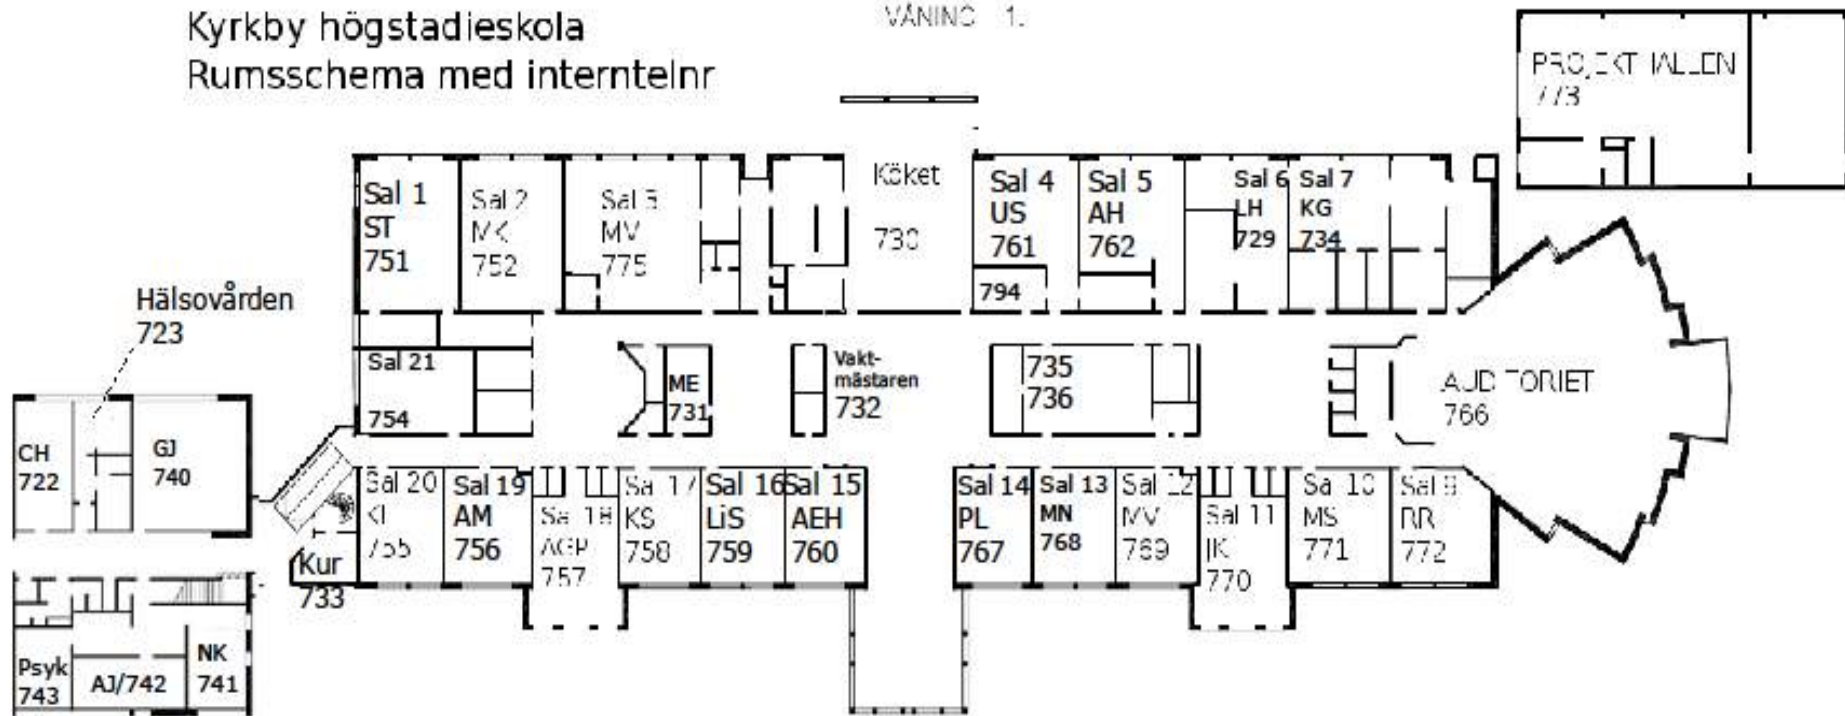 Kyrkby högstadieskola
Rumsschema med interntelnr
VÅNING 1.
PROJEKTHALLEN
773
Sal 1
ST
751
Sal 2
MK
752
Sal 3
MV
775
Köket
730
Sal 4
US
761
794
Sal 5
AH
762
Sal 6
LH
729
Sal 7
KG
734
Hälsovården
723
Sal 21
754
ME
731
Vakt-
mästaren
732
735
736
AUDITORIET
766
CH
722
GJ
740
Sal 20
755
Sal 19
AM
756
Sal 18
757
Sal 17
KS
758
Sal 16
LiS
759
Sal 15
AEH
760
Sal 14
PL
767
Sal 13
MN
768
Sal 12
MV
769
Sal 11
JK
770
Sal 10
MS
771
Sal 9
RR
772
Kur
733
Psyk
743
AJ/742
NK
741